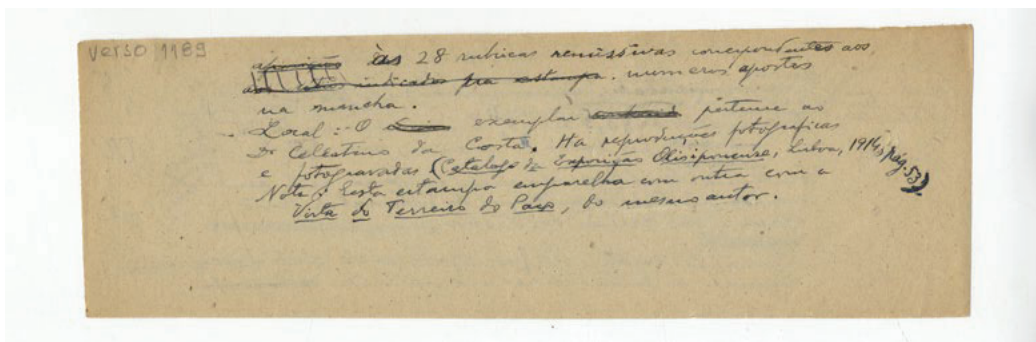 verso 1189
às 28 rubricas remissivas correspondentes aos
indicados pra estampa. numeros apostos
na mancha.
Local: O exemplar pertence ao
Dr Celestino da Costa. Ha reproduções fotograficas
e fotogravadas (Catalogo da Exposição Olisiponense, Lisboa, 1914, pág. 53)
Nota: Esta estampa emparelha com outra com a
Vista do Terreiro do Paço, do mesmo autor.